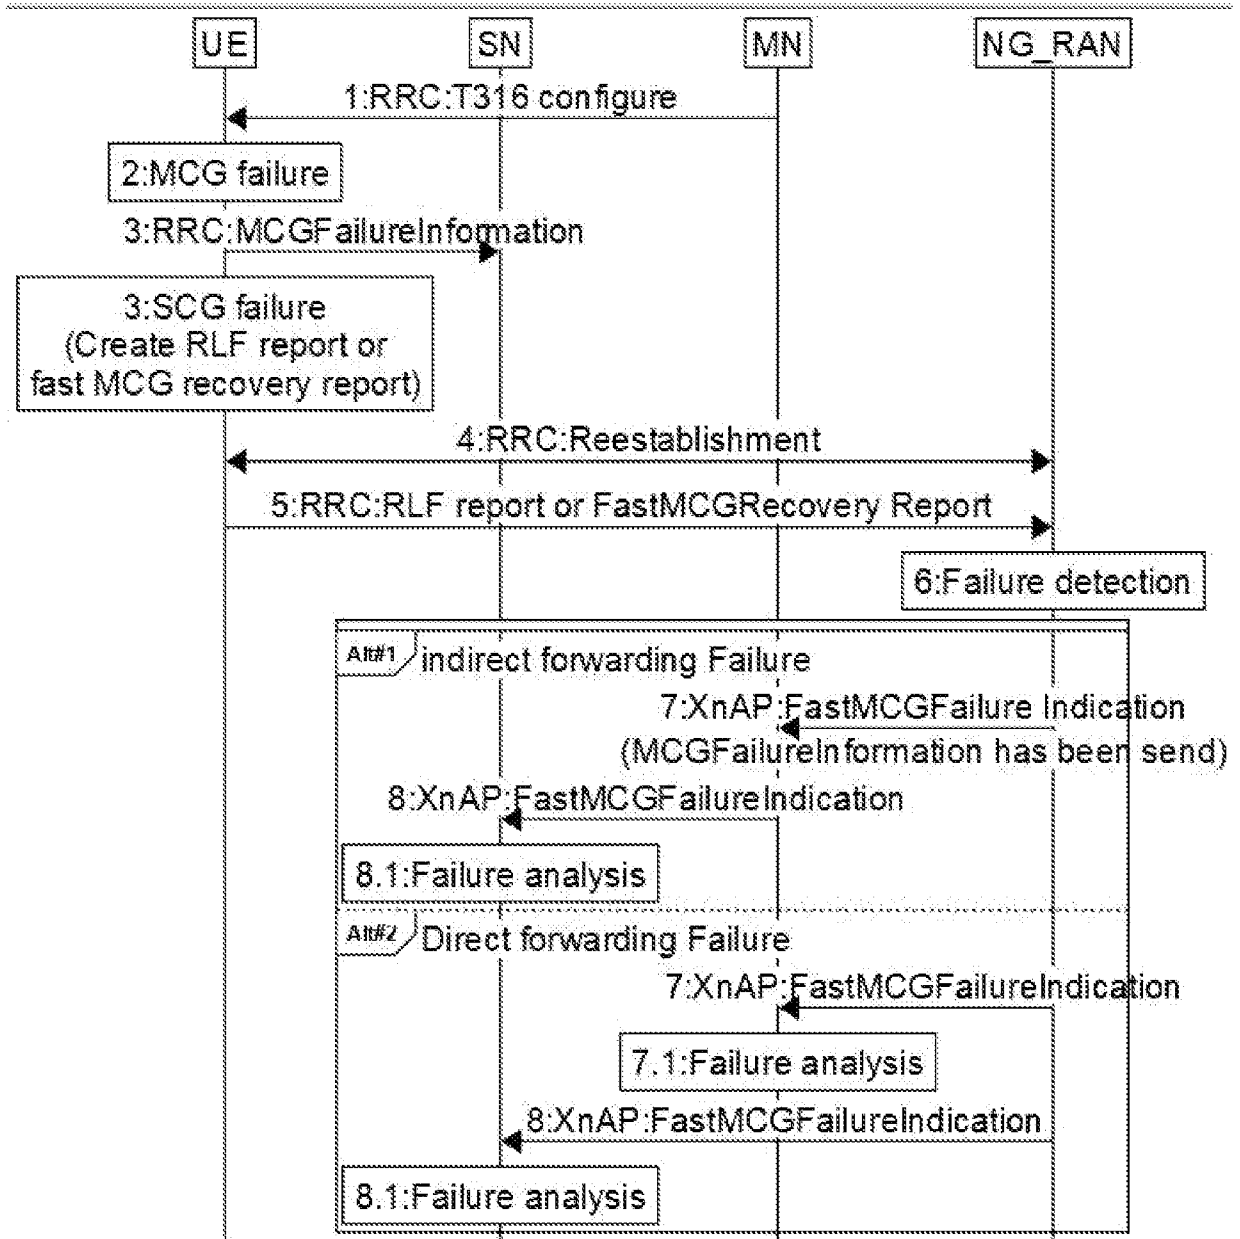 UE
SN
MN
NG_RAN
1:RRC:T316 configure
2:MCG failure
3:RRC:MCGFailureInformation
3:SCG failure
(Create RLF report or
fast MCG recovery report)
4:RRC:Reestablishment
5:RRC:RLF report or FastMCGRecovery Report
6:Failure detection
Alt#1 indirect forwarding Failure
7:XnAP:FastMCGFailure Indication
(MCGFailureInformation has been send)
8:XnAP:FastMCGFailureIndication
8.1:Failure analysis
Alt#2 Direct forwarding Failure
7:XnAP:FastMCGFailureIndication
7.1:Failure analysis
8:XnAP:FastMCGFailureIndication
8.1:Failure analysis